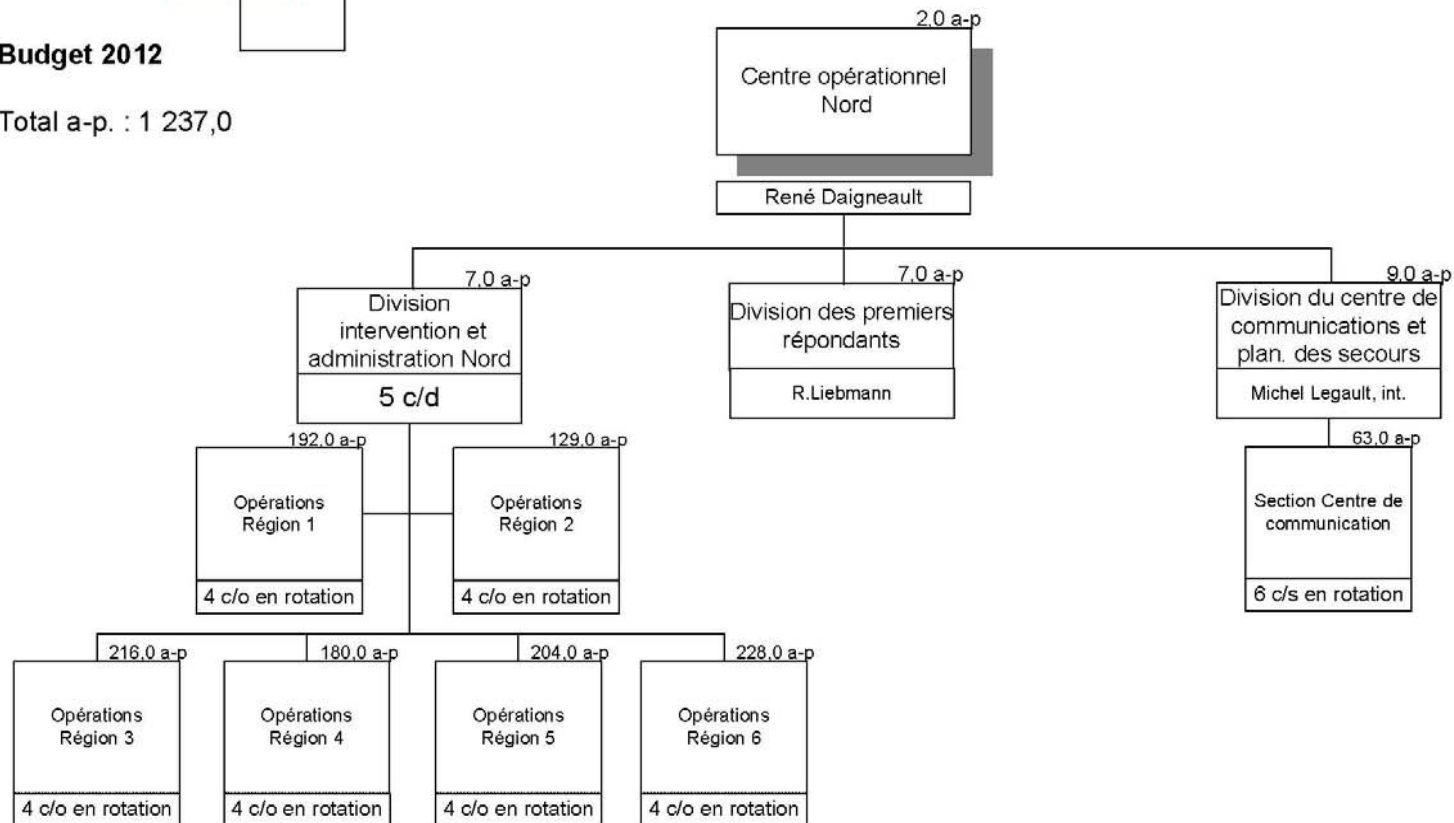 Budget 2012
Total a-p. : 1 237,0
2,0 a-p
Centre opérationnel
Nord
René Daigneault
7,0 a-p
Division
intervention et
administration Nord
5 c/d
7,0 a-p
Division des premiers
répondants
R.Liebmann
9,0 a-p
Division du centre de
communications et
plan. des secours
Michel Legault, int.
192,0 a-p
Opérations
Région 1
4 c/o en rotation
129,0 a-p
Opérations
Région 2
4 c/o en rotation
63,0 a-p
Section Centre de
communication
6 c/s en rotation
216,0 a-p
Opérations
Région 3
4 c/o en rotation
180,0 a-p
Opérations
Région 4
4 c/o en rotation
204,0 a-p
Opérations
Région 5
4 c/o en rotation
228,0 a-p
Opérations
Région 6
4 c/o en rotation